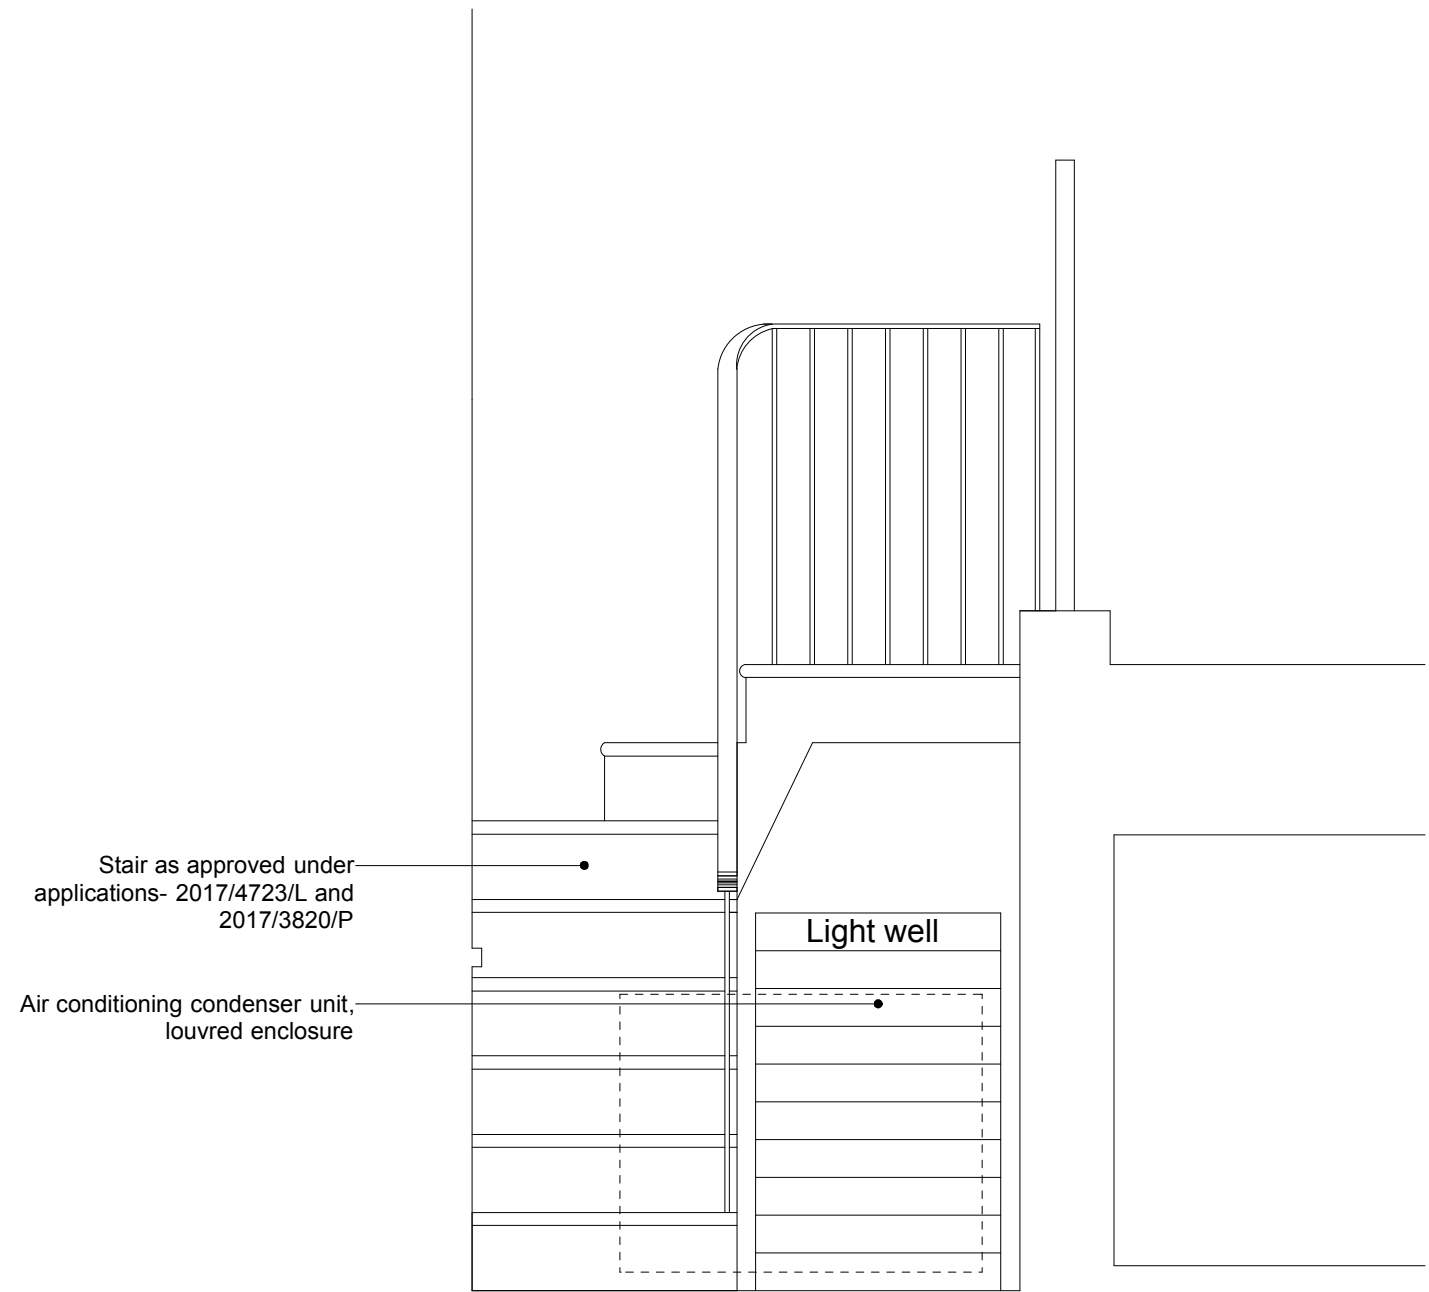 Stair as approved under
applications- 2017/4723/L and
2017/3820/P
Light well
Air conditioning condenser unit,
louvred enclosure